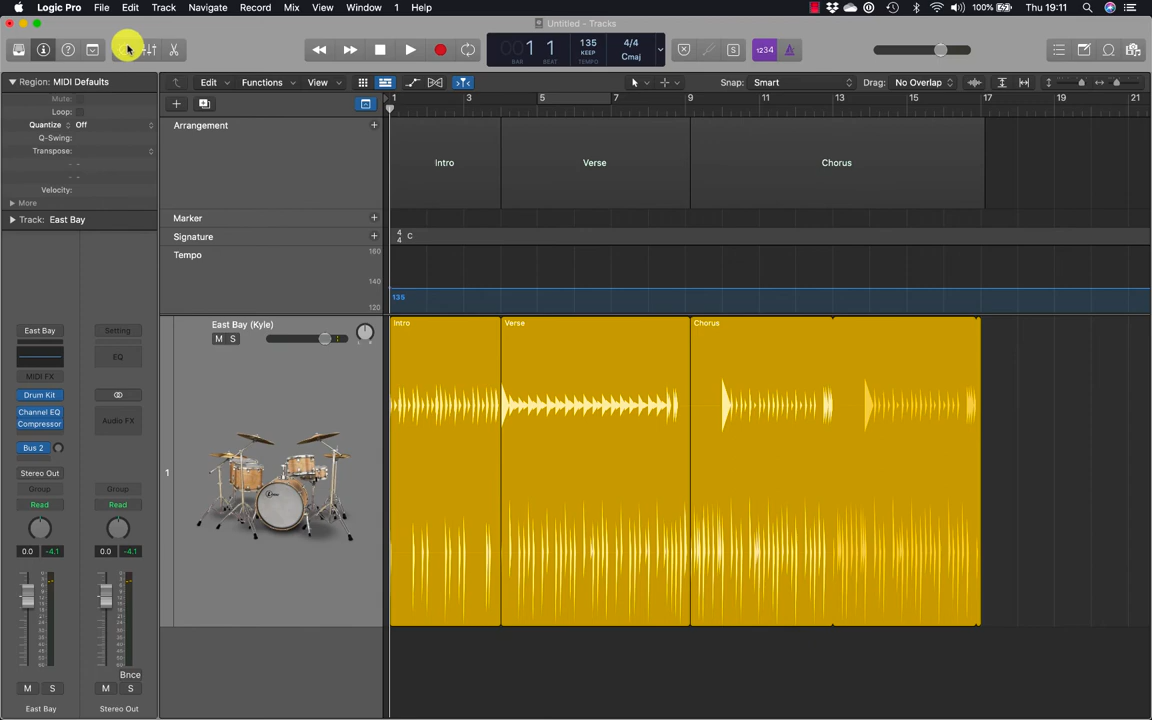 Logic Pro File Edit Track Navigate Record Mix View Window 1 Help 100% Thu 19:11
Untitled - Tracks
001 1 135 4/4
KEEP Cmaj
BAR BEAT TEMPO
S 1234
Region: MIDI Defaults
Edit Functions View Snap: Smart Drag: No Overlap
Mute:
Loop:
Quantize Off
Q-Swing:
Transpose:
Velocity:
More
Track: East Bay
1 3 5 7 9 11 13 15 17 19 21
Arrangement
Intro Verse Chorus
Marker
Signature 4 4 C
Tempo 160
140
120
135
East Bay (Kyle)
M S
L R
1
Intro Verse Chorus
East Bay Setting
EQ
MIDI FX
Drum Kit
Channel EQ
Compressor Audio FX
Bus 2
Stereo Out
Group Group
Read Read
0.0 -4.1 0.0 -4.1
Bnce
M S M S
East Bay Stereo Out